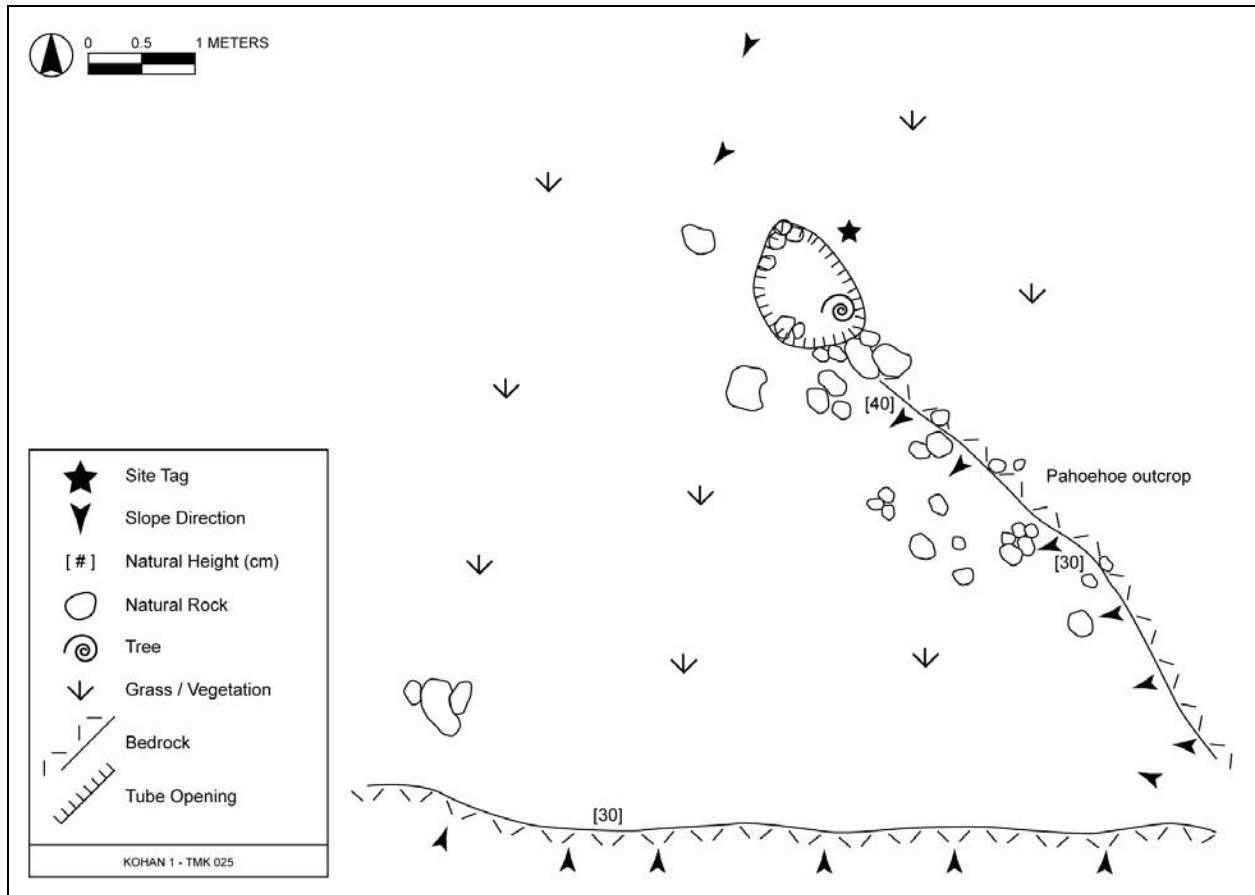 0 0.5 1 METERS
[40]
Pahoehoe outcrop
[30]
[30]
Site Tag
Slope Direction
[ # ] Natural Height (cm)
Natural Rock
Tree
Grass / Vegetation
Bedrock
Tube Opening
KOHAN 1 - TMK 025